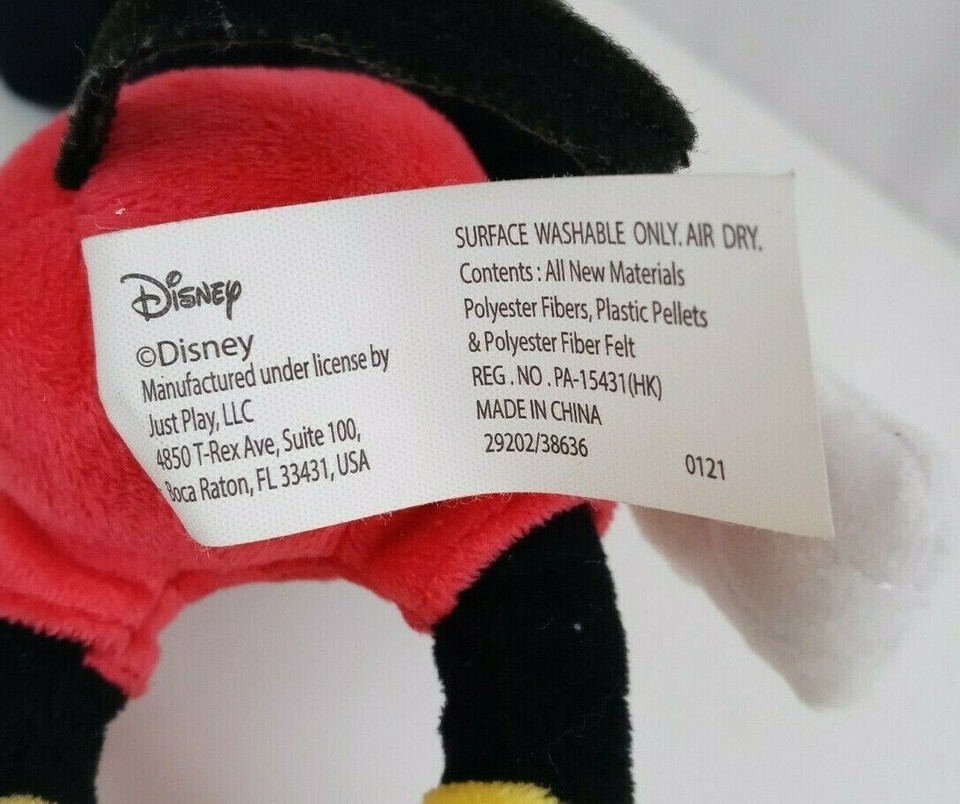 Disney
©Disney
Manufactured under license by
Just Play, LLC
4850 T-Rex Ave, Suite 100,
Boca Raton, FL 33431, USA
SURFACE WASHABLE ONLY. AIR DRY.
Contents : All New Materials
Polyester Fibers, Plastic Pellets
& Polyester Fiber Felt
REG . NO . PA-15431(HK)
MADE IN CHINA
29202/38636
0121